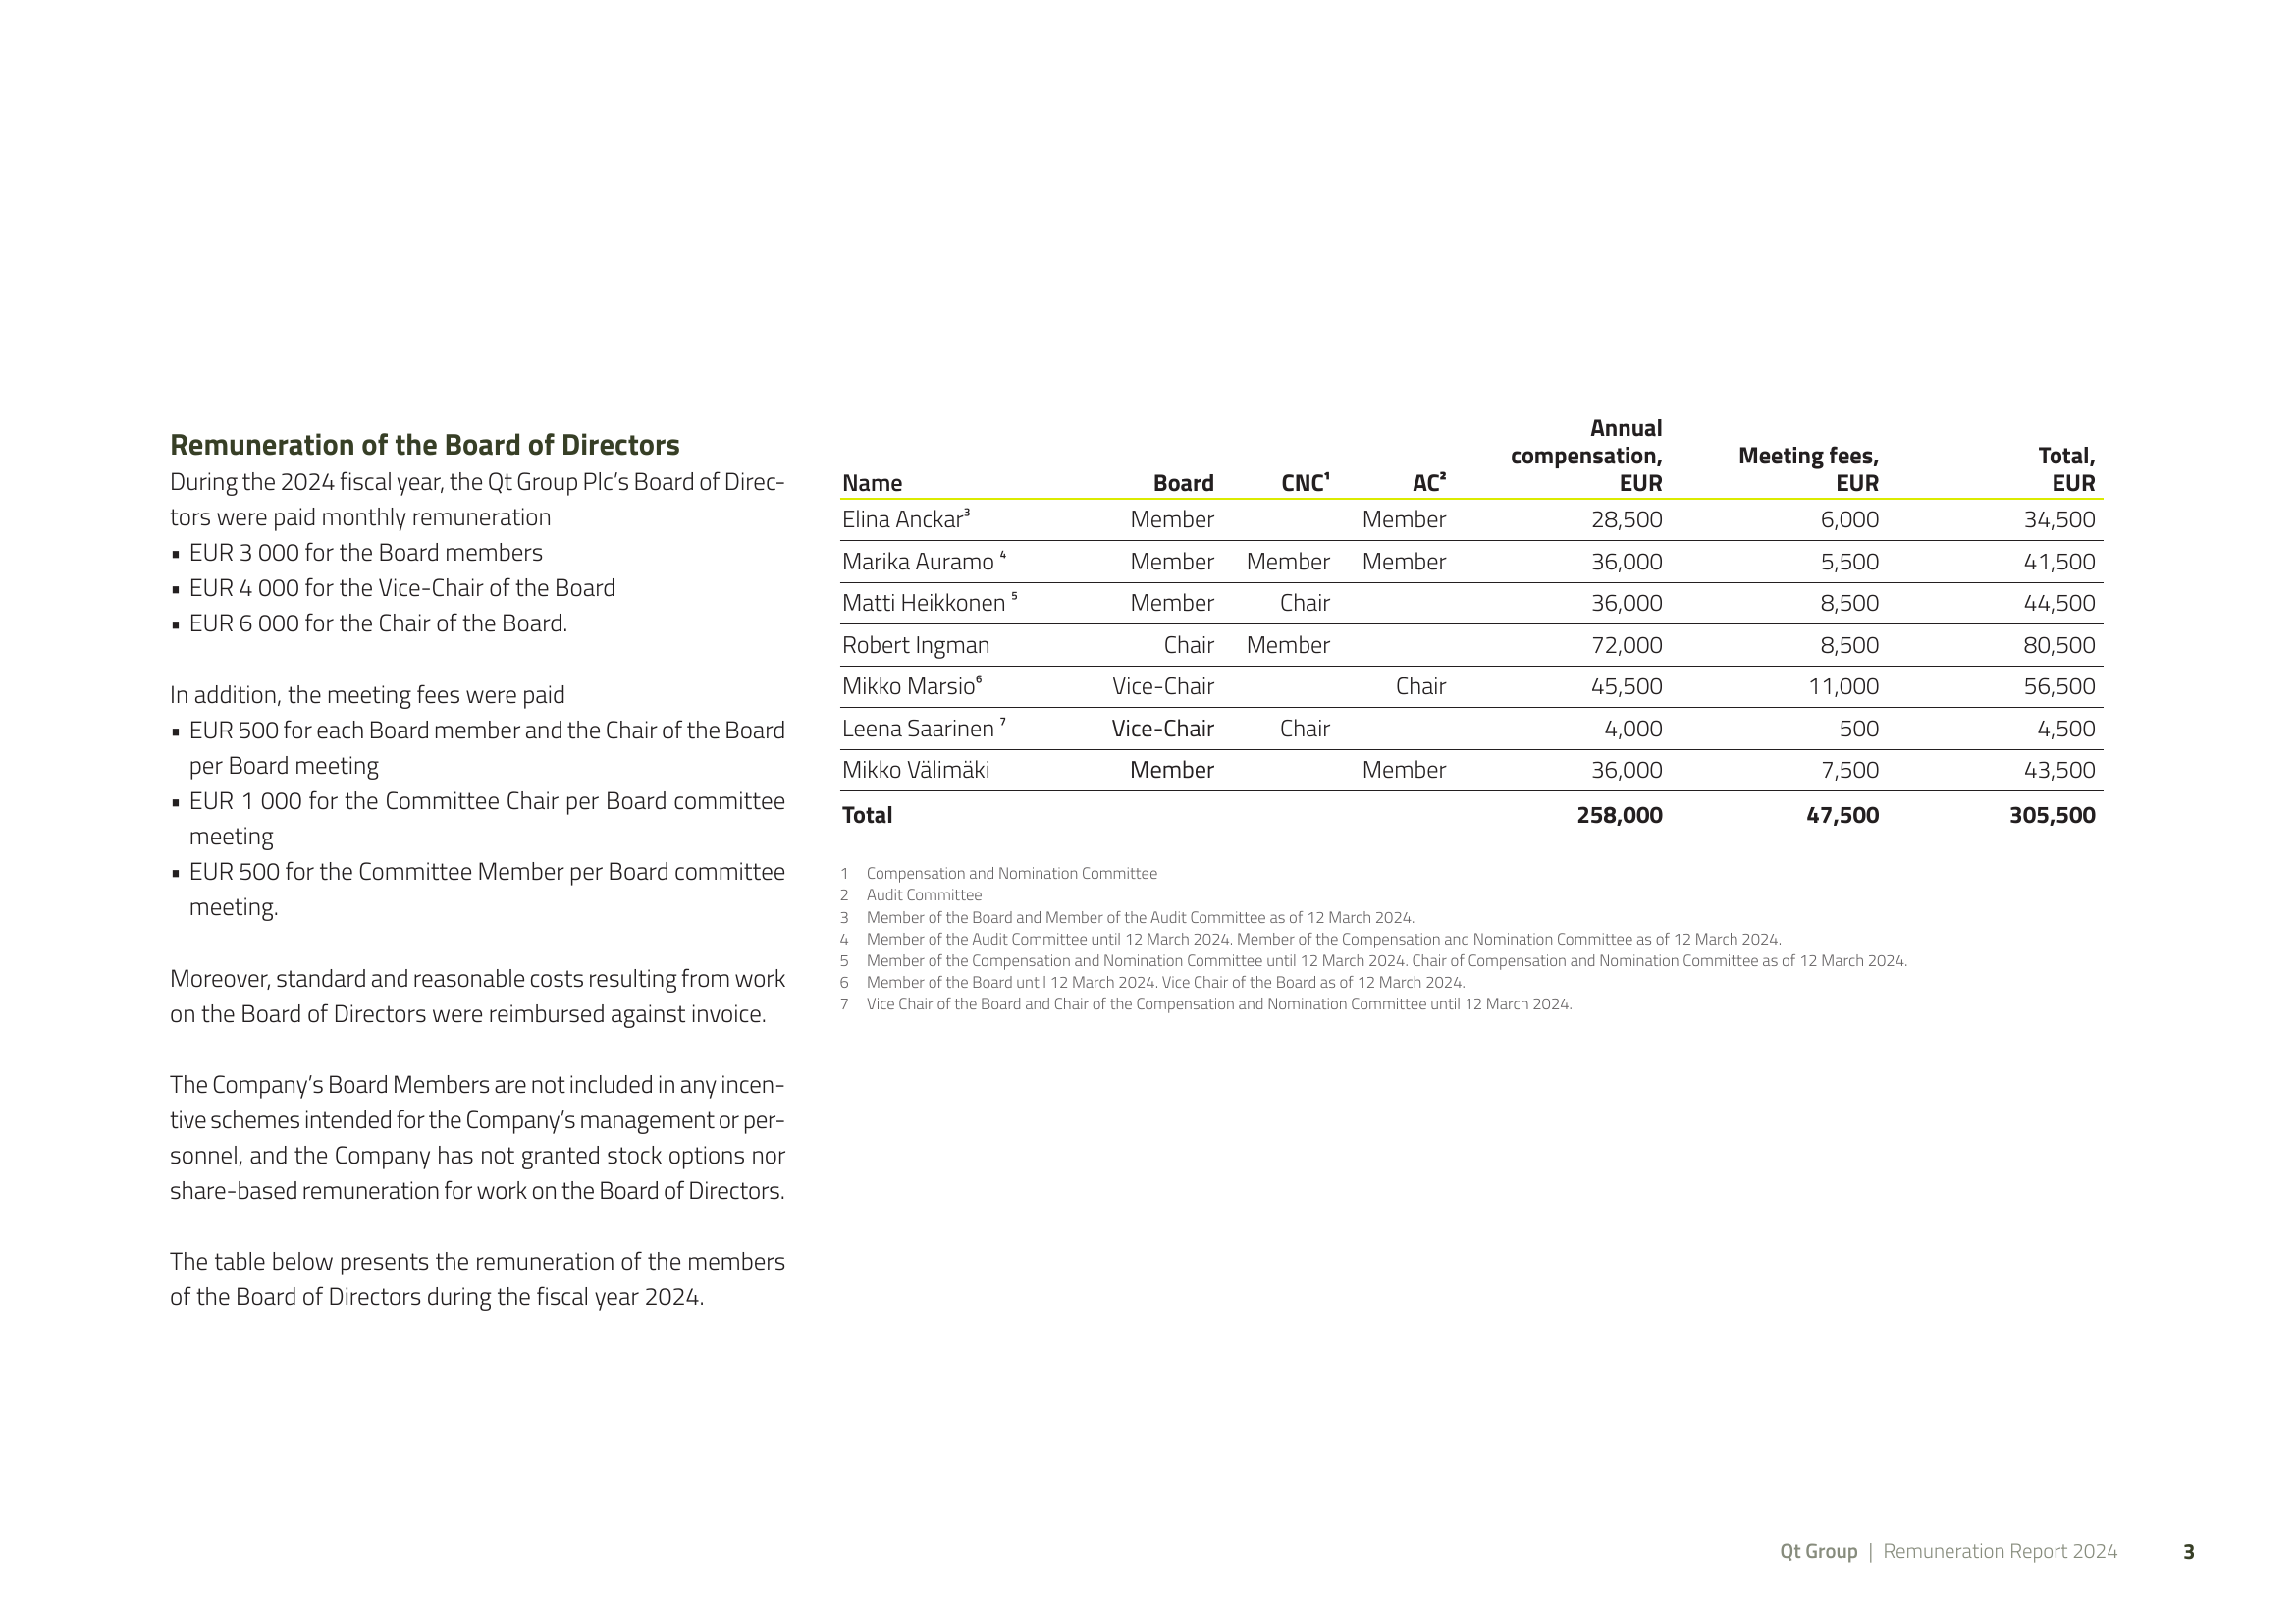 Remuneration of the Board of Directors
During the 2024 fiscal year, the Qt Group Plc’s Board of Direc-
tors were paid monthly remuneration
▪ EUR 3 000 for the Board members
▪ EUR 4 000 for the Vice-Chair of the Board
▪ EUR 6 000 for the Chair of the Board.
In addition, the meeting fees were paid
▪ EUR 500 for each Board member and the Chair of the Board
per Board meeting
▪ EUR 1 000 for the Committee Chair per Board committee
meeting
▪ EUR 500 for the Committee Member per Board committee
meeting.
Moreover, standard and reasonable costs resulting from work
on the Board of Directors were reimbursed against invoice.
The Company’s Board Members are not included in any incen-
tive schemes intended for the Company’s management or per-
sonnel, and the Company has not granted stock options nor
share-based remuneration for work on the Board of Directors.
The table below presents the remuneration of the members
of the Board of Directors during the fiscal year 2024.
Annual
compensation, Meeting fees, Total,
Name Board CNC¹ AC² EUR EUR EUR
Elina Anckar³ Member Member 28,500 6,000 34,500
Marika Auramo ⁴ Member Member Member 36,000 5,500 41,500
Matti Heikkonen ⁵ Member Chair 36,000 8,500 44,500
Robert Ingman Chair Member 72,000 8,500 80,500
Mikko Marsio⁶ Vice-Chair Chair 45,500 11,000 56,500
Leena Saarinen ⁷ Vice-Chair Chair 4,000 500 4,500
Mikko Välimäki Member Member 36,000 7,500 43,500
Total 258,000 47,500 305,500
1 Compensation and Nomination Committee
2 Audit Committee
3 Member of the Board and Member of the Audit Committee as of 12 March 2024.
4 Member of the Audit Committee until 12 March 2024. Member of the Compensation and Nomination Committee as of 12 March 2024.
5 Member of the Compensation and Nomination Committee until 12 March 2024. Chair of Compensation and Nomination Committee as of 12 March 2024.
6 Member of the Board until 12 March 2024. Vice Chair of the Board as of 12 March 2024.
7 Vice Chair of the Board and Chair of the Compensation and Nomination Committee until 12 March 2024.
Qt Group | Remuneration Report 2024 3